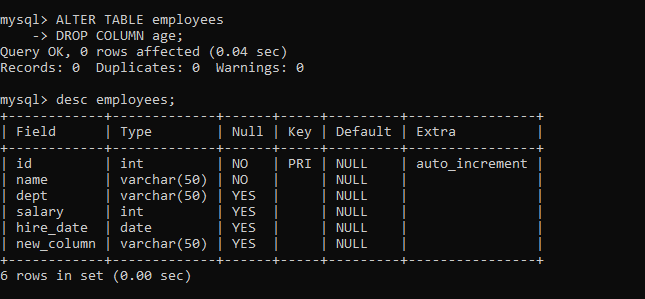 mysql> ALTER TABLE employees
    -> DROP COLUMN age;
Query OK, 0 rows affected (0.04 sec)
Records: 0  Duplicates: 0  Warnings: 0

mysql> desc employees;
+------------+-------------+------+-----+---------+----------------+
| Field      | Type        | Null | Key | Default | Extra          |
+------------+-------------+------+-----+---------+----------------+
| id         | int         | NO   | PRI | NULL    | auto_increment |
| name       | varchar(50) | NO   |     | NULL    |                |
| dept       | varchar(50) | YES  |     | NULL    |                |
| salary     | int         | YES  |     | NULL    |                |
| hire_date  | date        | YES  |     | NULL    |                |
| new_column | varchar(50) | YES  |     | NULL    |                |
+------------+-------------+------+-----+---------+----------------+
6 rows in set (0.00 sec)